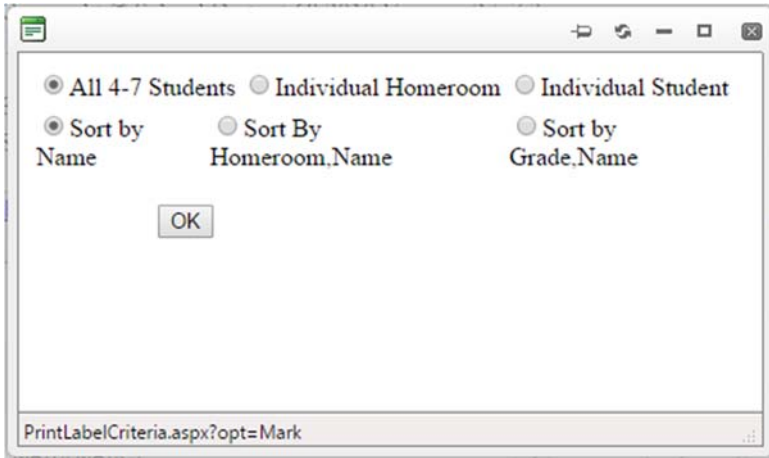 All 4-7 Students Individual Homeroom Individual Student
Sort by Name Sort By Homeroom,Name Sort by Grade,Name
OK
PrintLabelCriteria.aspx?opt=Mark